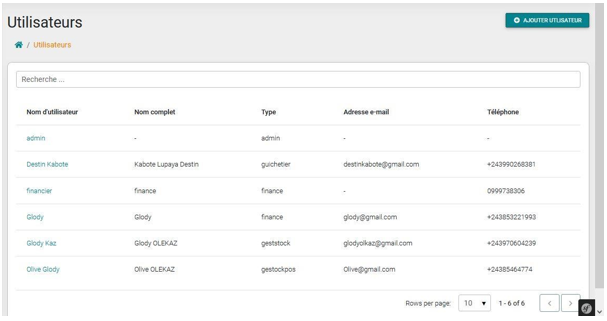 Utilisateurs
AJOUTER UTILISATEUR
/ Utilisateurs
Recherche ...
Nom d'utilisateur Nom complet Type Adresse e-mail Téléphone
admin - admin - -
Destin Kabote Kabote Lupaya Destin guichetier destinkabote@gmail.com +243990268381
financier finance finance - 0999738306
Glody Glody finance glody@gmail.com +243853221993
Glody Kaz Glody OLEKAZ geststock glodyolkaz@gmail.com +243970604239
Olive Glody Olive OLEKAZ gestockpos Olive@gmail.com +24385464774
Rows per page: 10 1 - 6 of 6